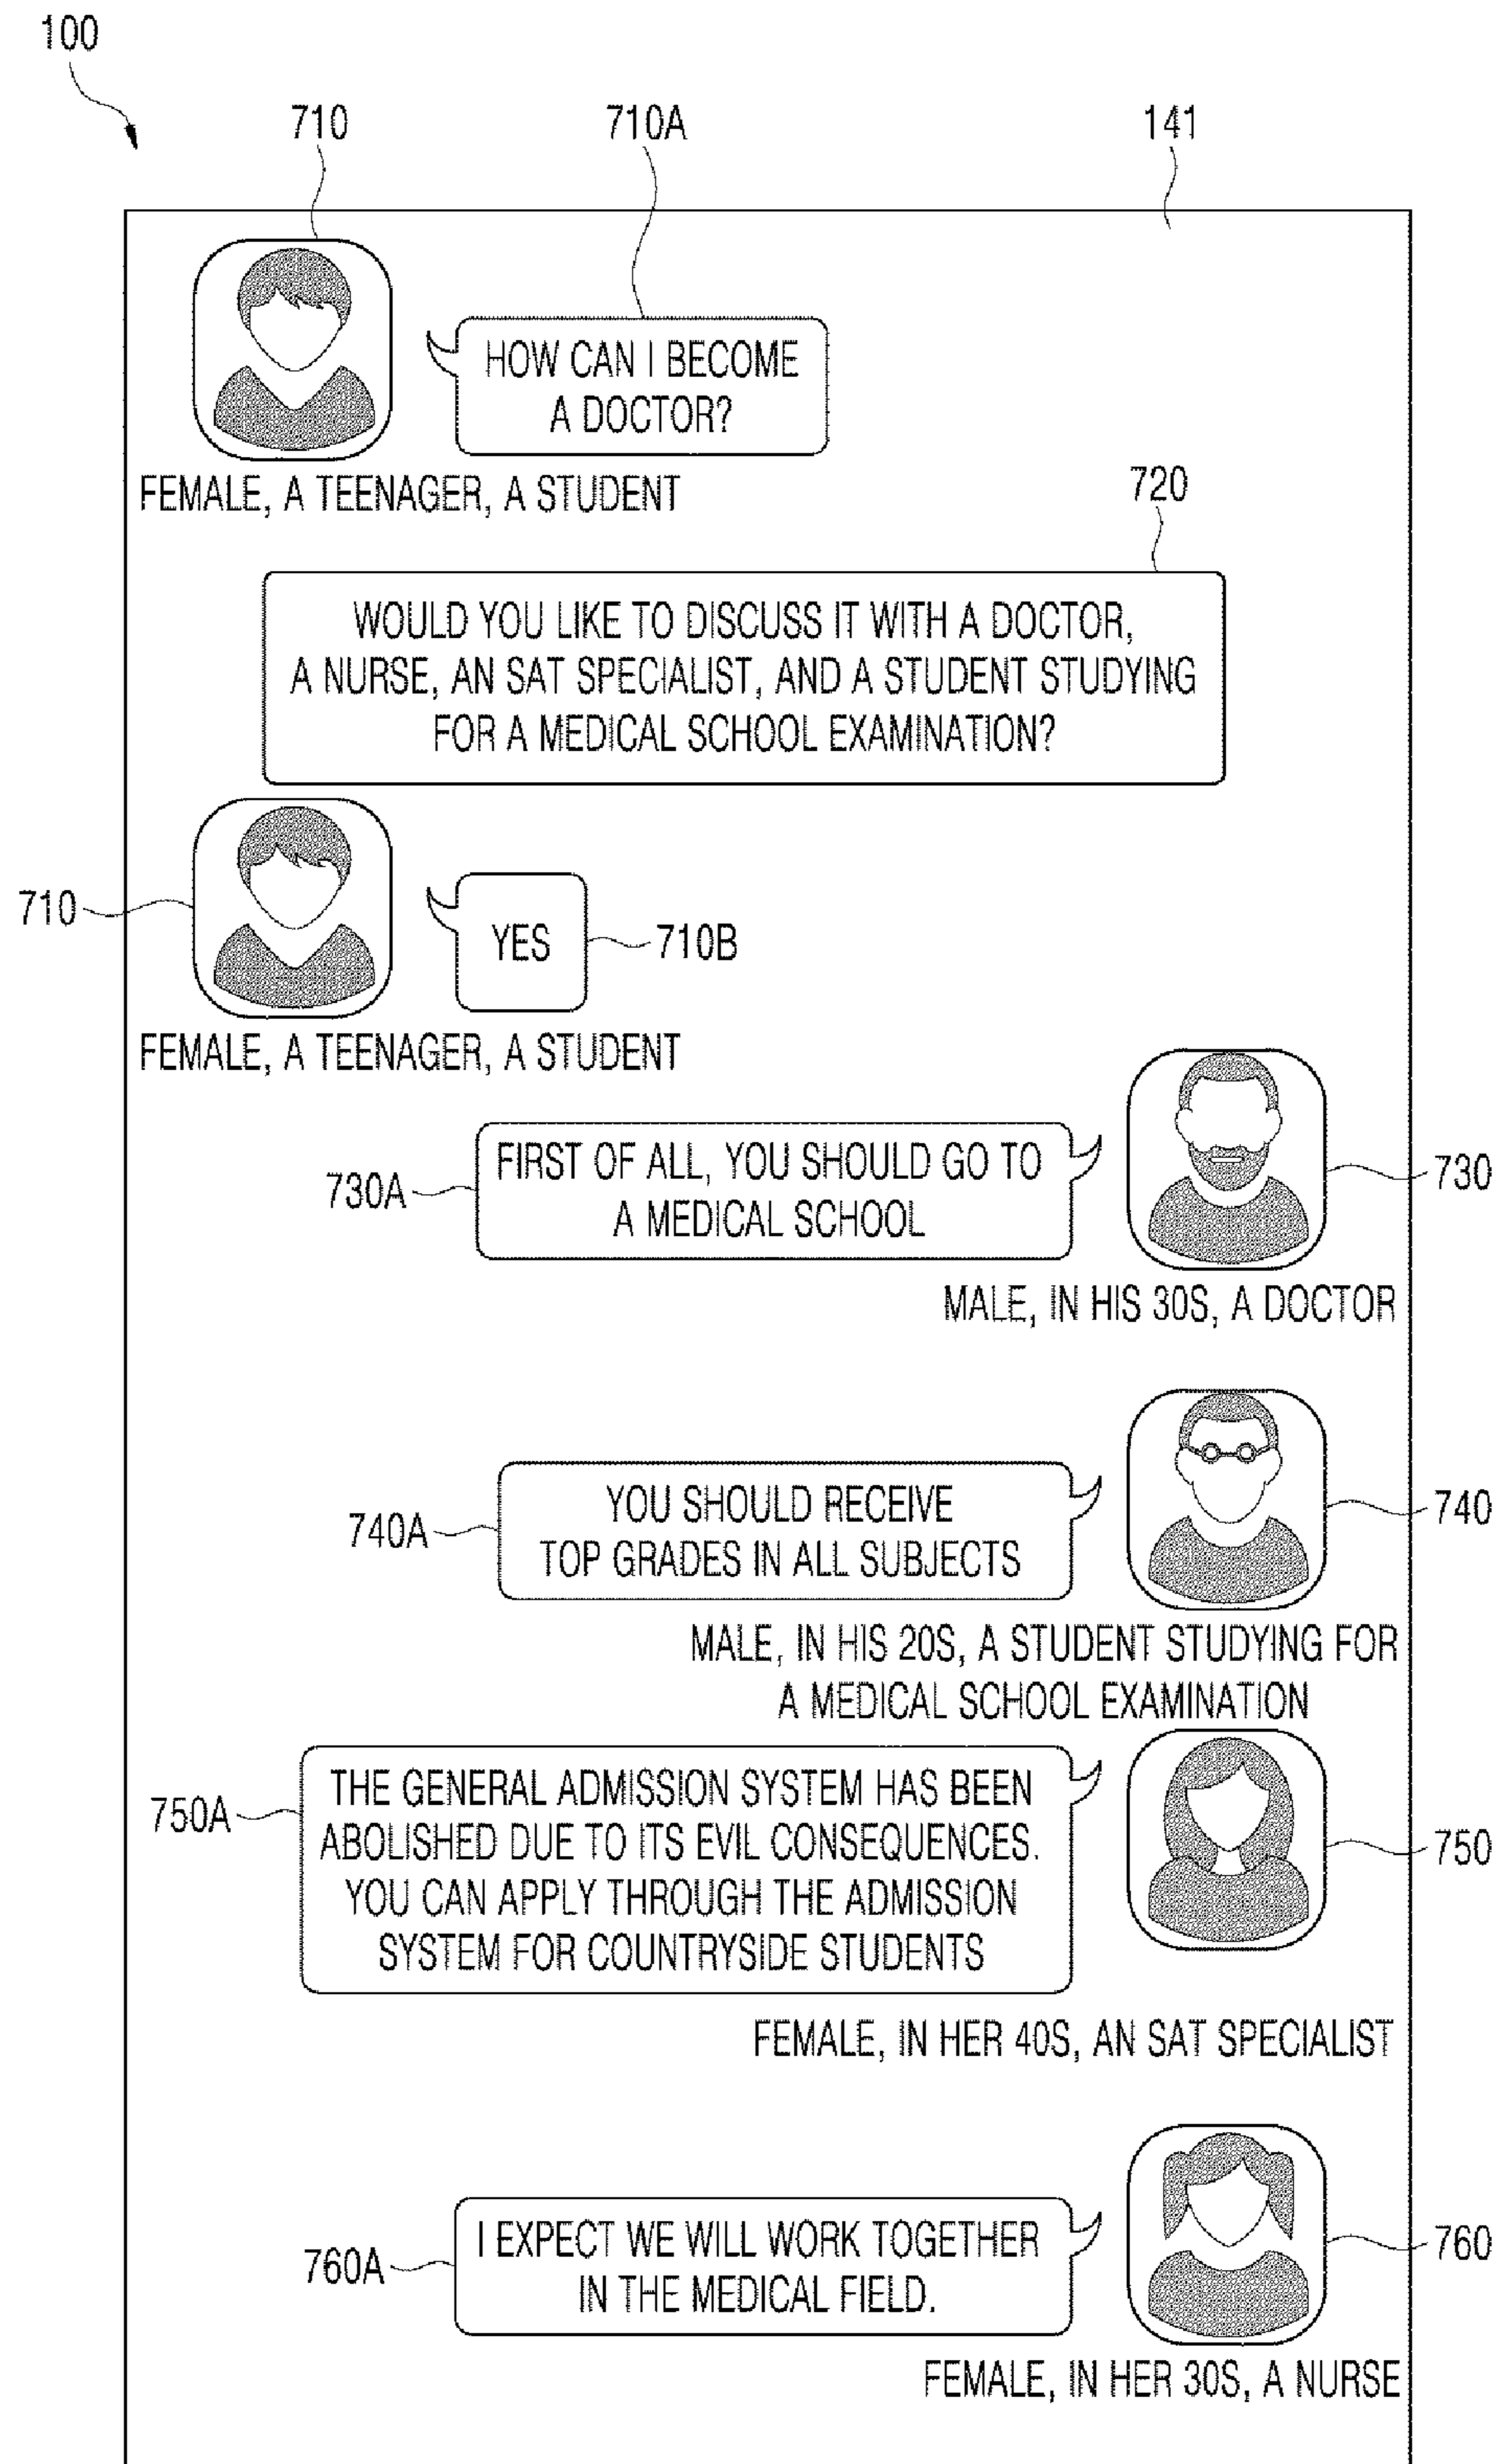 100
710
710A
141
HOW CAN I BECOME
A DOCTOR?
FEMALE, A TEENAGER, A STUDENT
720
WOULD YOU LIKE TO DISCUSS IT WITH A DOCTOR,
A NURSE, AN SAT SPECIALIST, AND A STUDENT STUDYING
FOR A MEDICAL SCHOOL EXAMINATION?
710
YES
710B
FEMALE, A TEENAGER, A STUDENT
730A
FIRST OF ALL, YOU SHOULD GO TO
A MEDICAL SCHOOL
730
MALE, IN HIS 30S, A DOCTOR
740A
YOU SHOULD RECEIVE
TOP GRADES IN ALL SUBJECTS
740
MALE, IN HIS 20S, A STUDENT STUDYING FOR
A MEDICAL SCHOOL EXAMINATION
750A
THE GENERAL ADMISSION SYSTEM HAS BEEN
ABOLISHED DUE TO ITS EVIL CONSEQUENCES.
YOU CAN APPLY THROUGH THE ADMISSION
SYSTEM FOR COUNTRYSIDE STUDENTS
750
FEMALE, IN HER 40S, AN SAT SPECIALIST
760A
I EXPECT WE WILL WORK TOGETHER
IN THE MEDICAL FIELD.
760
FEMALE, IN HER 30S, A NURSE